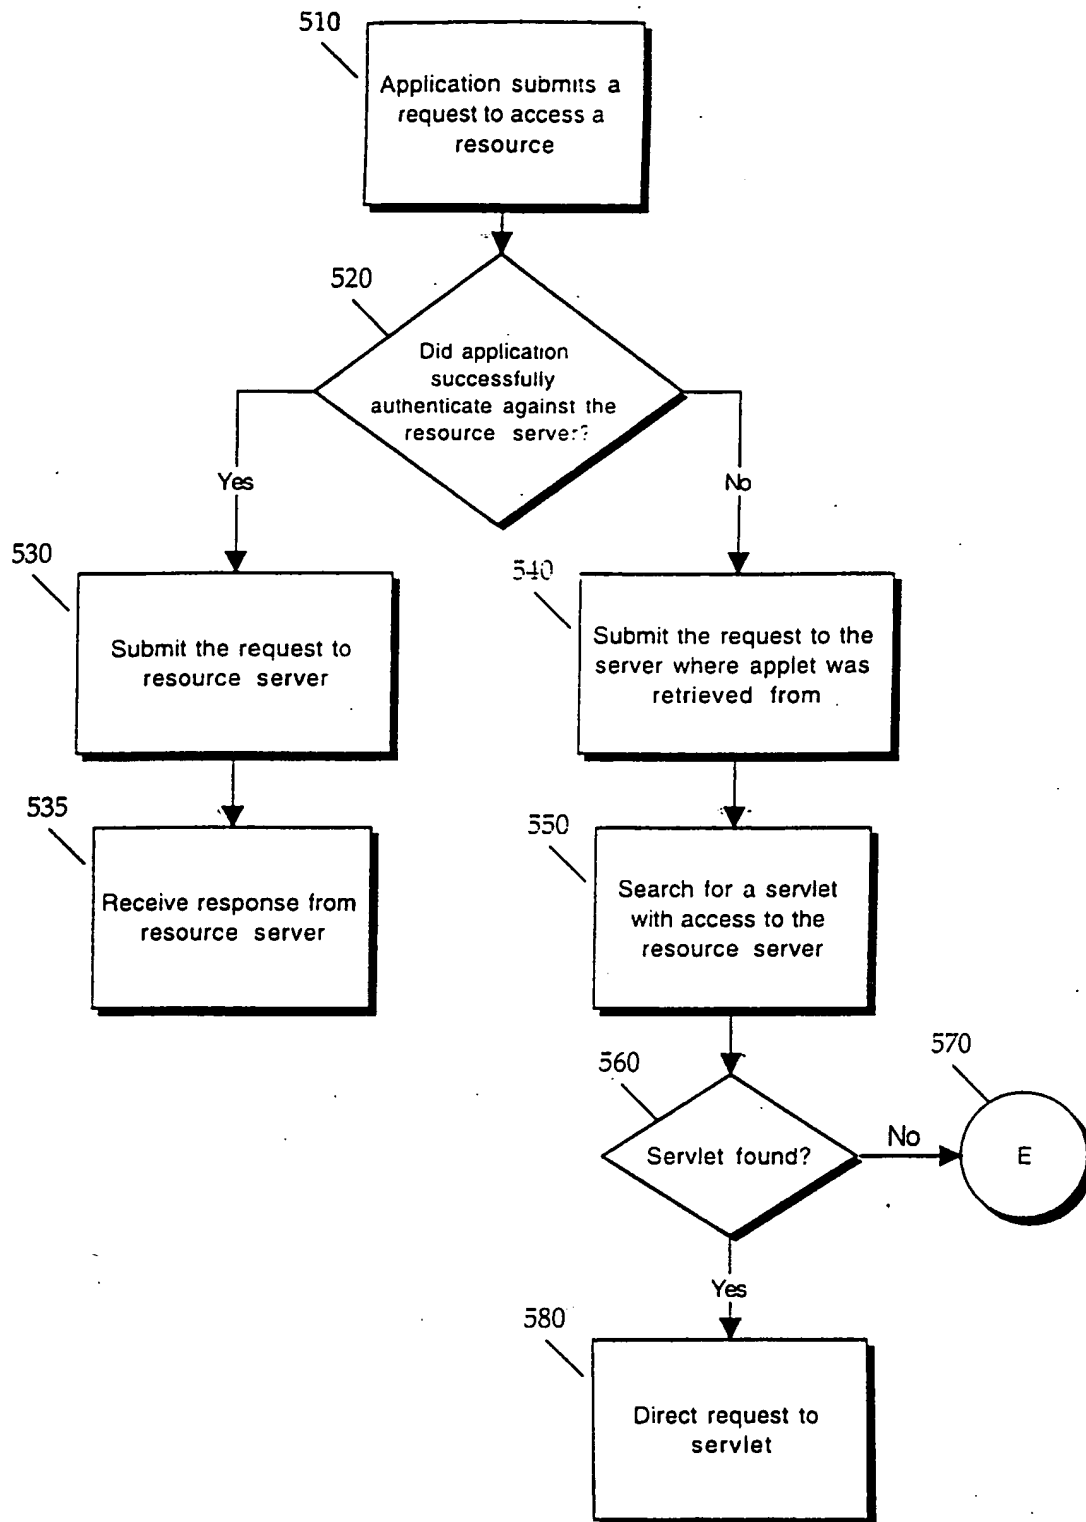 510
Application submits a
request to access a
resource
520
Did application
successfully
authenticate against the
resource server?
Yes
No
530
Submit the request to
resource server
540
Submit the request to the
server where applet was
retrieved from
535
Receive response from
resource server
550
Search for a servlet
with access to the
resource server
560
Servlet found?
No
570
E
Yes
580
Direct request to
servlet